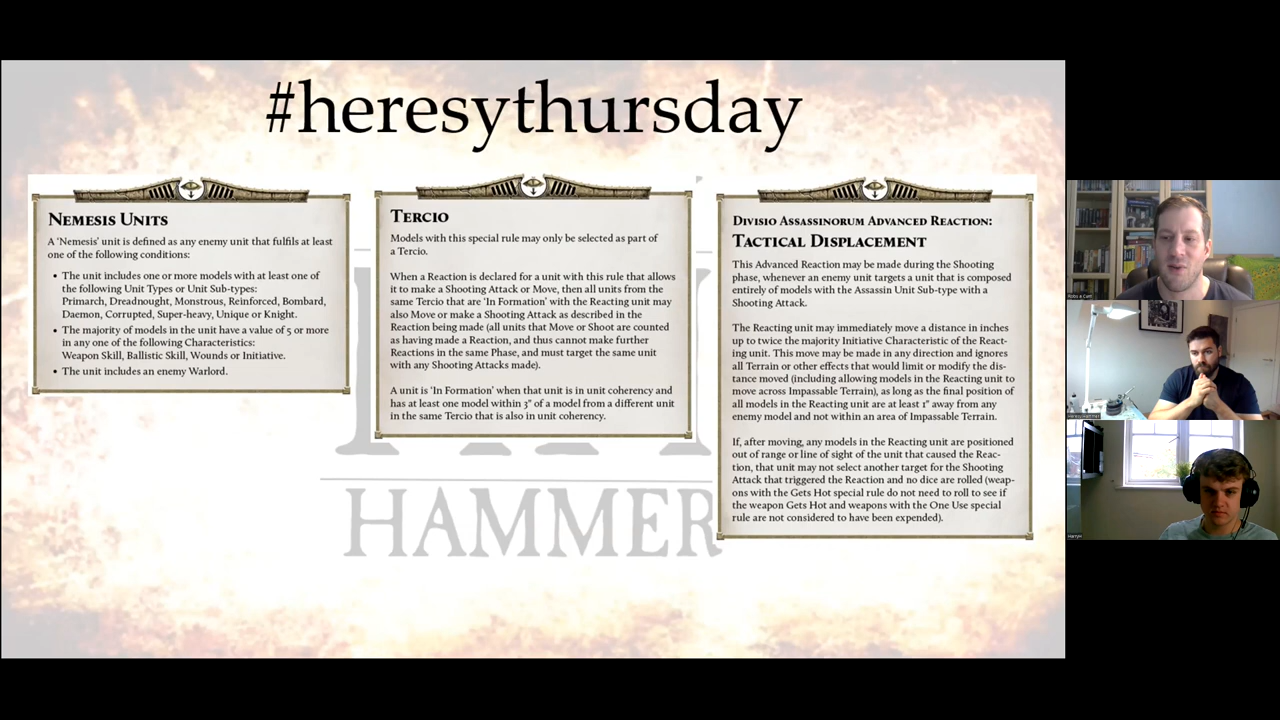 #heresythursday
NEMESIS UNITS
A 'Nemesis' unit is defined as any enemy unit that fulfils at least
one of the following conditions:
• The unit includes one or more models with at least one of
the following Unit Types or Unit Sub-types:
Primarch, Dreadnought, Monstrous, Reinforced, Bombard,
Daemon, Corrupted, Super-heavy, Unique or Knight.
• The majority of models in the unit have a value of 5 or more
in any one of the following Characteristics:
Weapon Skill, Ballistic Skill, Wounds or Initiative.
• The unit includes an enemy Warlord.
TERCIO
Models with this special rule may only be selected as part of
a Tercio.
When a Reaction is declared for a unit with this rule that allows
it to make a Shooting Attack or Move, then all units from the
same Tercio that are 'In Formation' with the Reacting unit may
also Move or make a Shooting Attack as described in the
Reaction being made (all units that Move or Shoot are counted
as having made a Reaction, and thus cannot make further
Reactions in the same Phase, and must target the same unit
with any Shooting Attacks made).
A unit is 'In Formation' when that unit is in unit coherency and
has at least one model within 3" of a model from a different unit
in the same Tercio that is also in unit coherency.
DIVISIO ASSASSINORUM ADVANCED REACTION:
TACTICAL DISPLACEMENT
This Advanced Reaction may be made during the Shooting
phase, whenever an enemy unit targets a unit that is composed
entirely of models with the Assassin Unit Sub-type with a
Shooting Attack.
The Reacting unit may immediately move a distance in inches
up to twice the majority Initiative Characteristic of the React-
ing unit. This move may be made in any direction and ignores
all Terrain or other effects that would limit or modify the dis-
tance moved (including allowing models in the Reacting unit to
move across Impassable Terrain), as long as the final position of
all models in the Reacting unit are at least 1" away from any
enemy model and not within an area of Impassable Terrain.
If, after moving, any models in the Reacting unit are positioned
out of range or line of sight of the unit that caused the Reac-
tion, that unit may not select another target for the Shooting
Attack that triggered the Reaction and no dice are rolled (weap-
ons with the Gets Hot special rule do not need to roll to see if
the weapon Gets Hot and weapons with the One Use special
rule are not considered to have been expended).
HAMMER